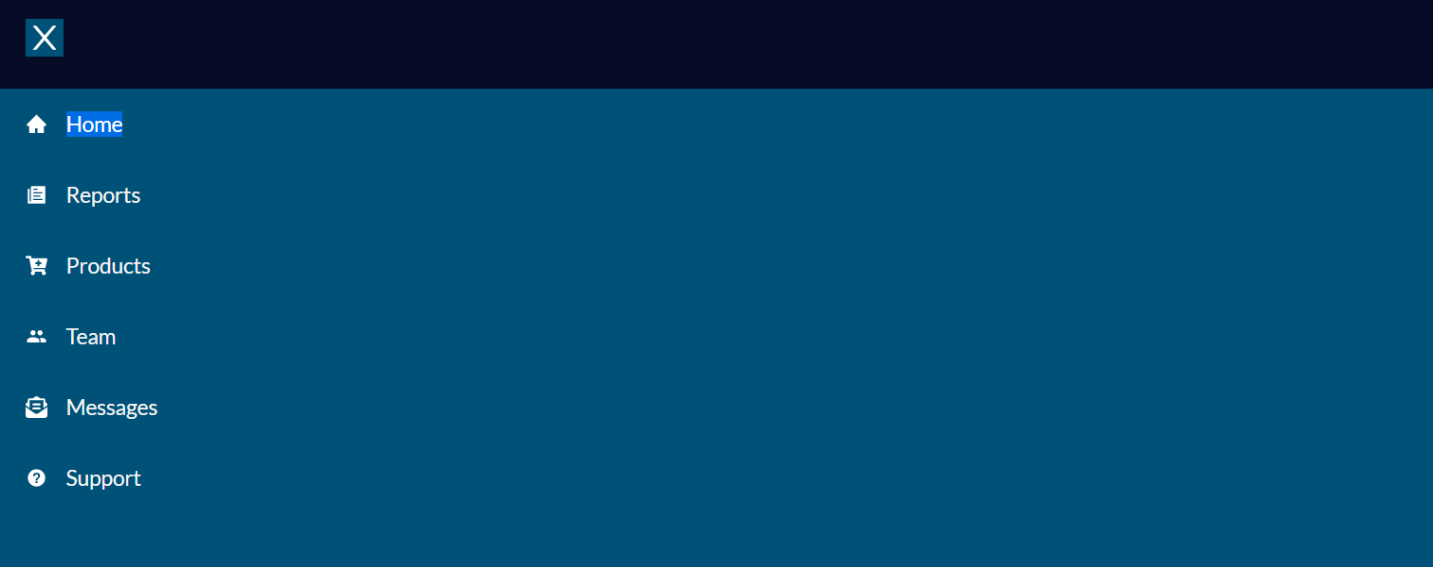 X
Home
Reports
Products
Team
Messages
Support